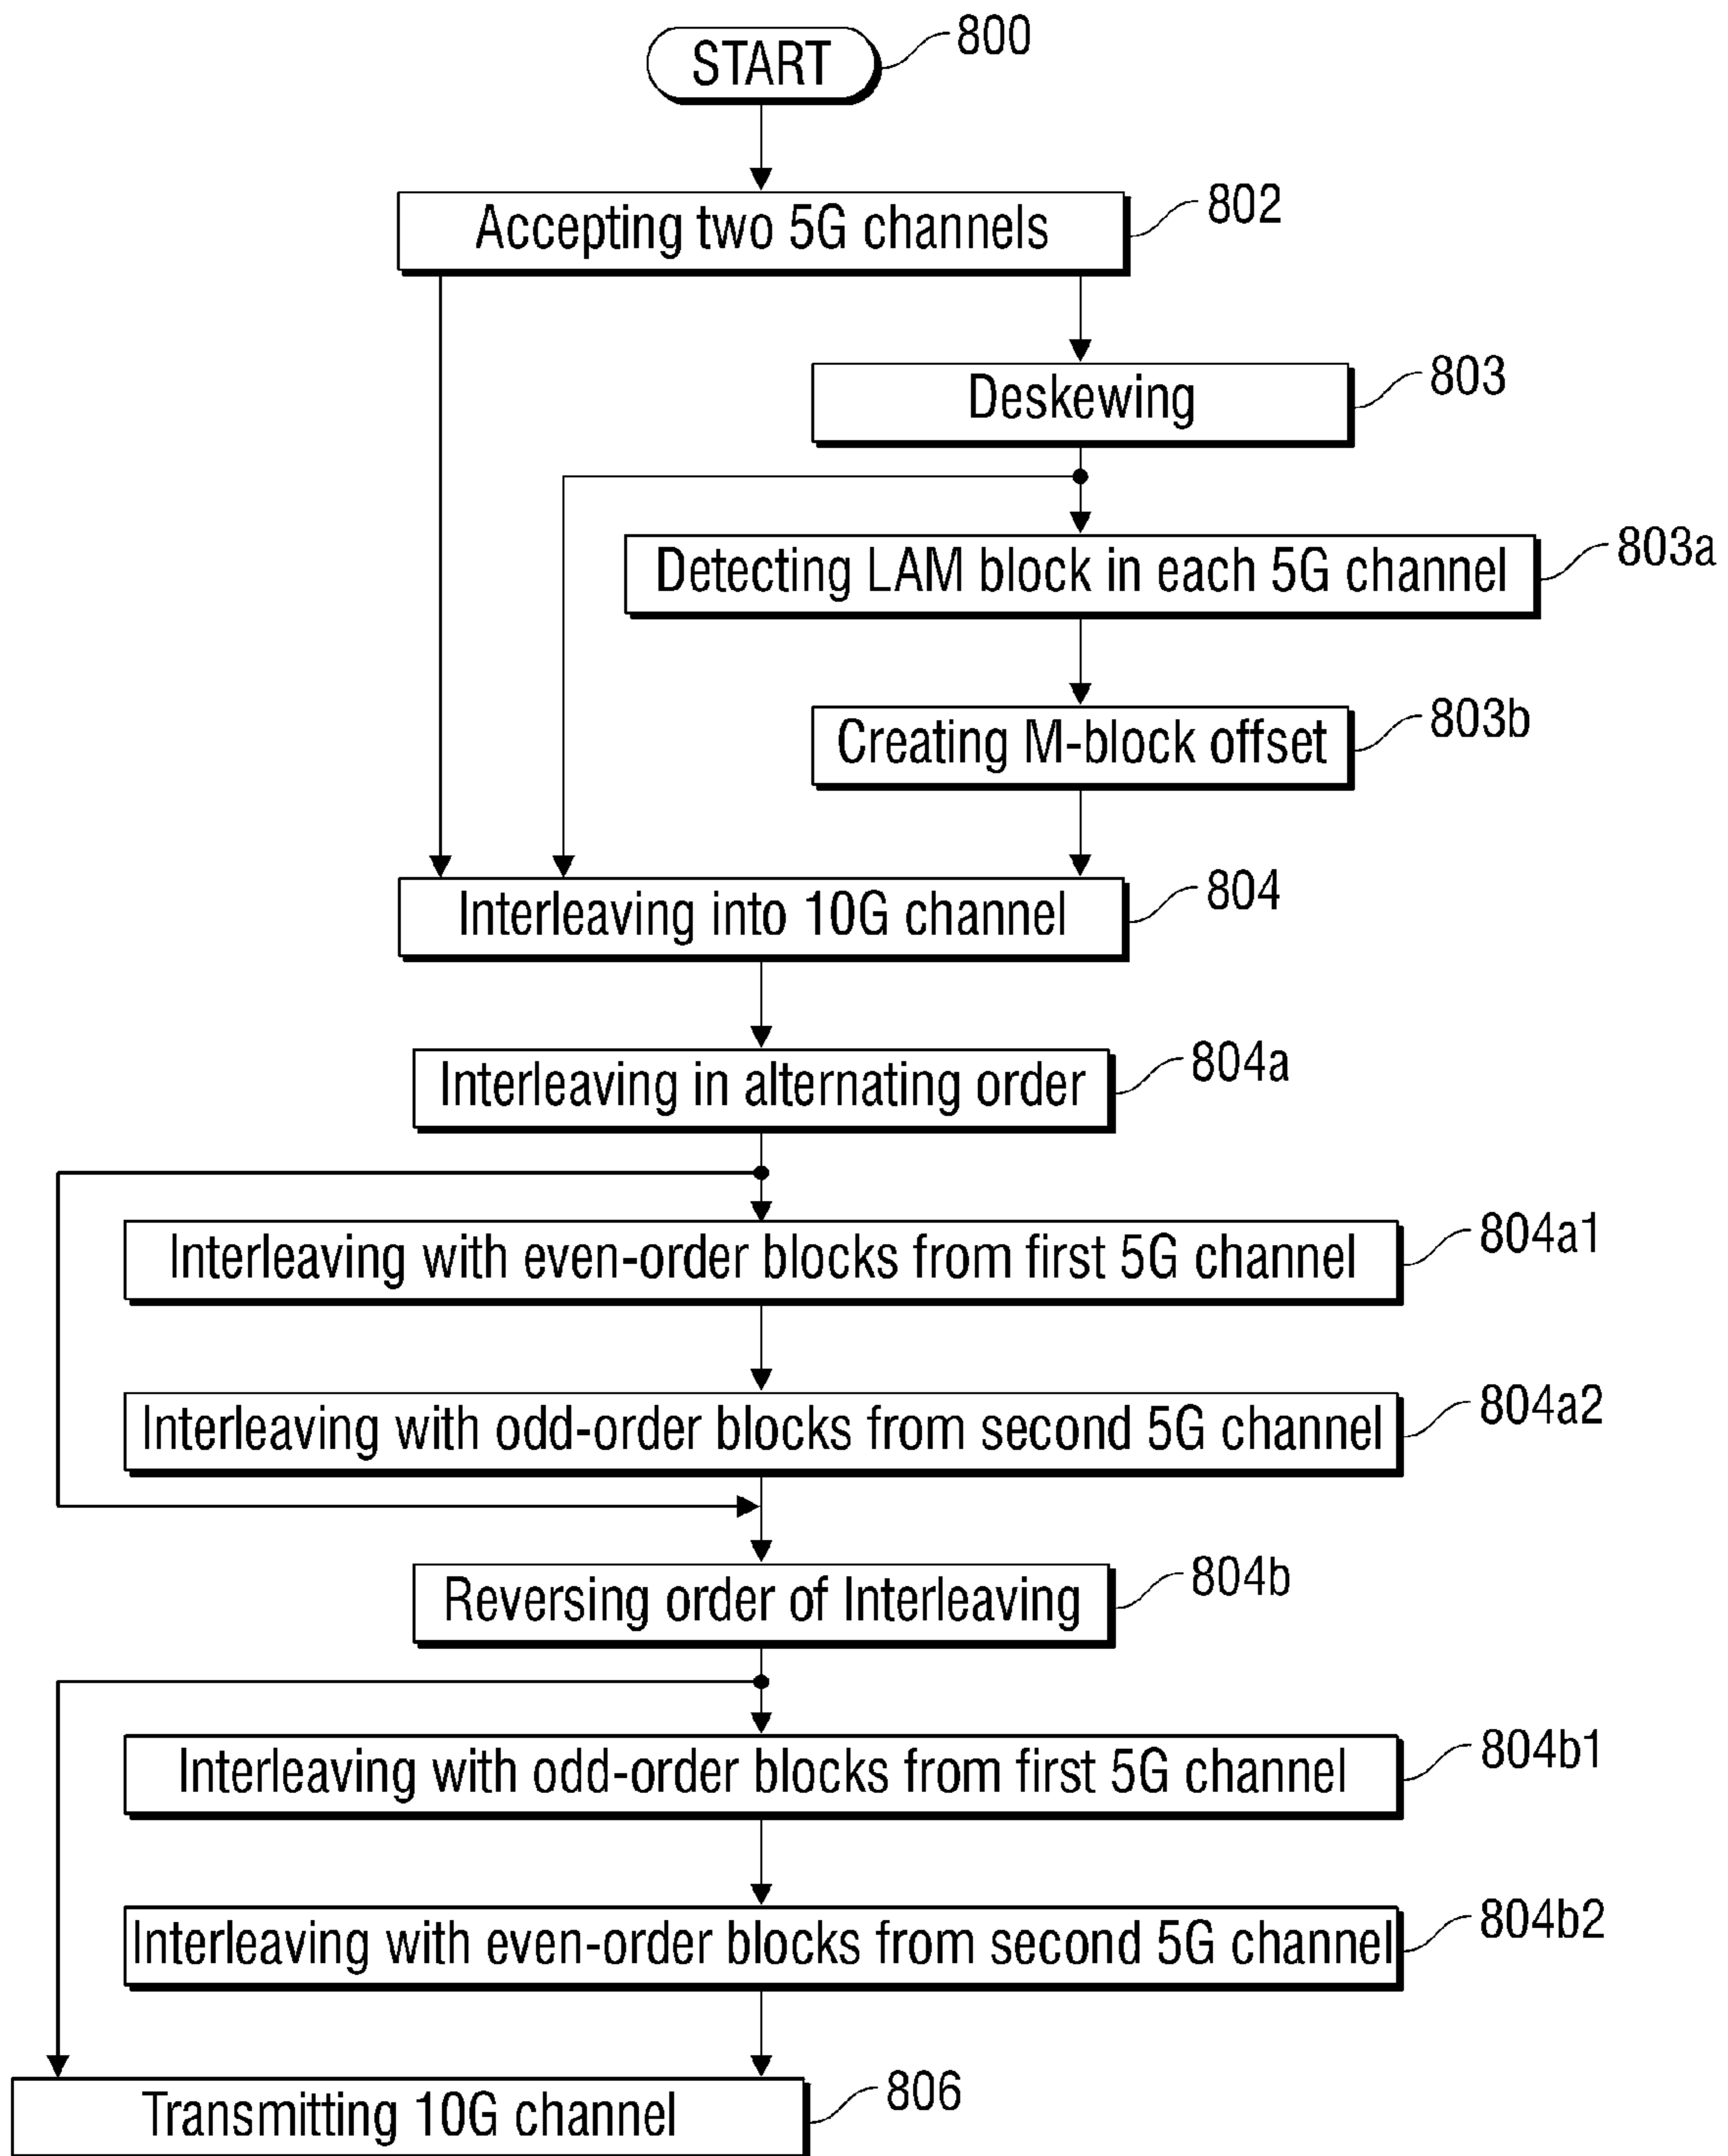 START
800
Accepting two 5G channels
802
Deskewing
803
Detecting LAM block in each 5G channel
803a
Creating M-block offset
803b
Interleaving into 10G channel
804
Interleaving in alternating order
804a
Interleaving with even-order blocks from first 5G channel
804a1
Interleaving with odd-order blocks from second 5G channel
804a2
Reversing order of Interleaving
804b
Interleaving with odd-order blocks from first 5G channel
804b1
Interleaving with even-order blocks from second 5G channel
804b2
Transmitting 10G channel
806